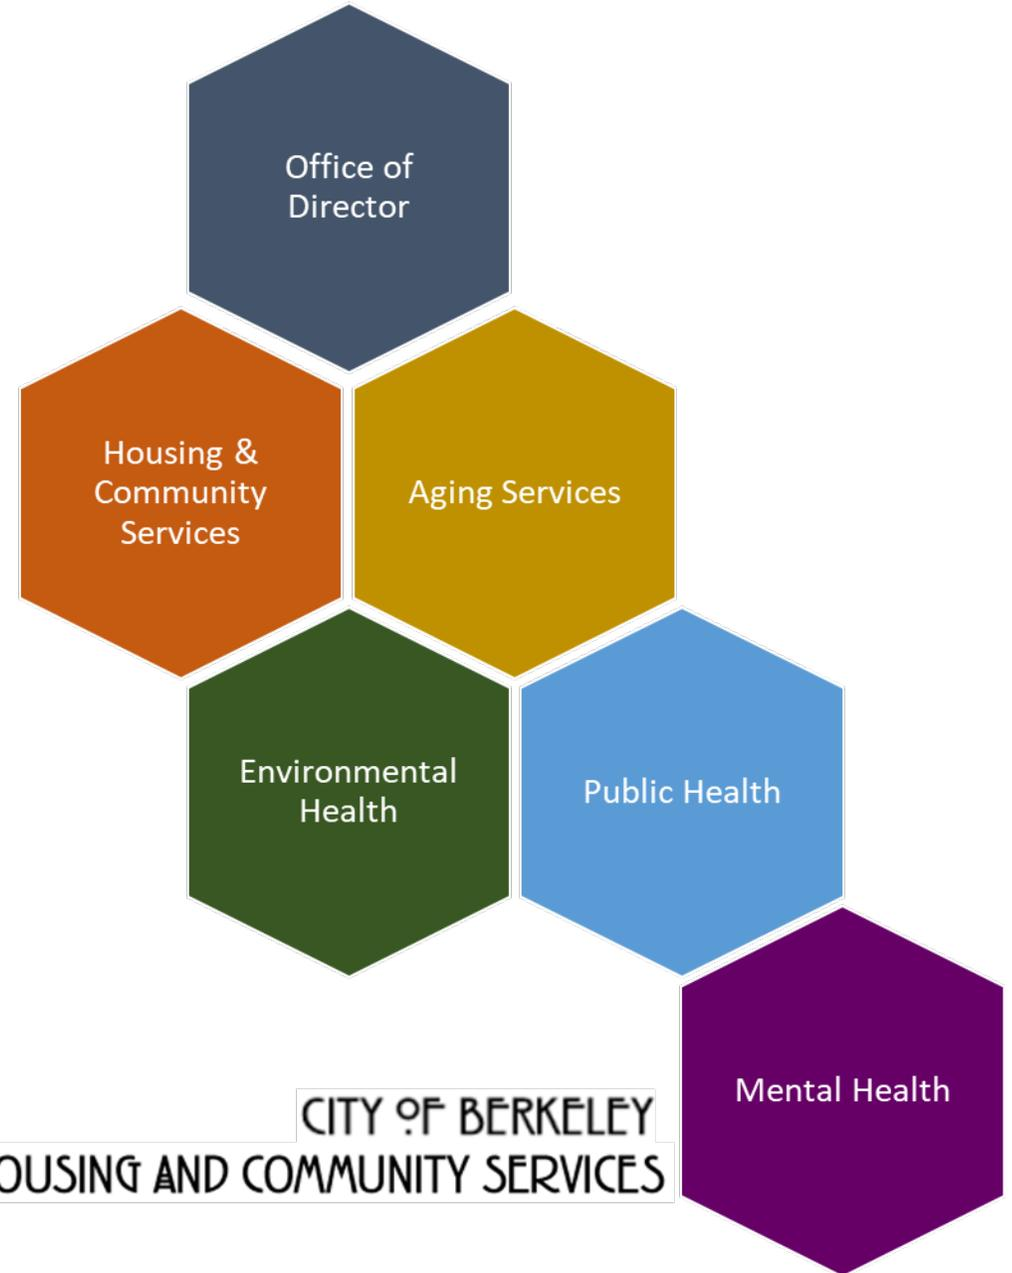 Office of
Director
Housing &
Community
Services
Aging Services
Environmental
Health
Public Health
Mental Health
CITY OF BERKELEY
OUSING AND COMMUNITY SERVICES